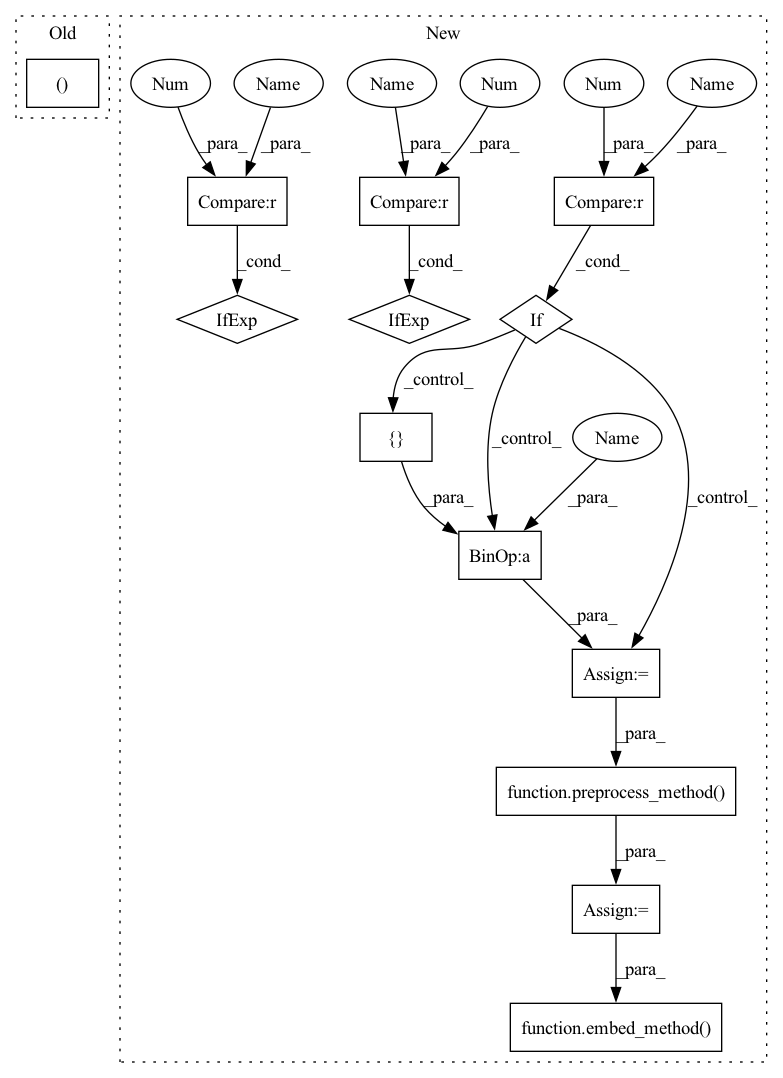 Old
New
()
Num
Name
Name
Num
Num
Name
_para_
_para_
_para_
_para_
_para_
_para_
Compare:r
Compare:r
Compare:r
_cond_
_cond_
_cond_
IfExp
IfExp
If
_control_
{}
_control_
Name
_control_
_para_
_para_
BinOp:a
_para_
Assign:=
_para_
function.preprocess_method()
_para_
Assign:=
_para_
function.embed_method()